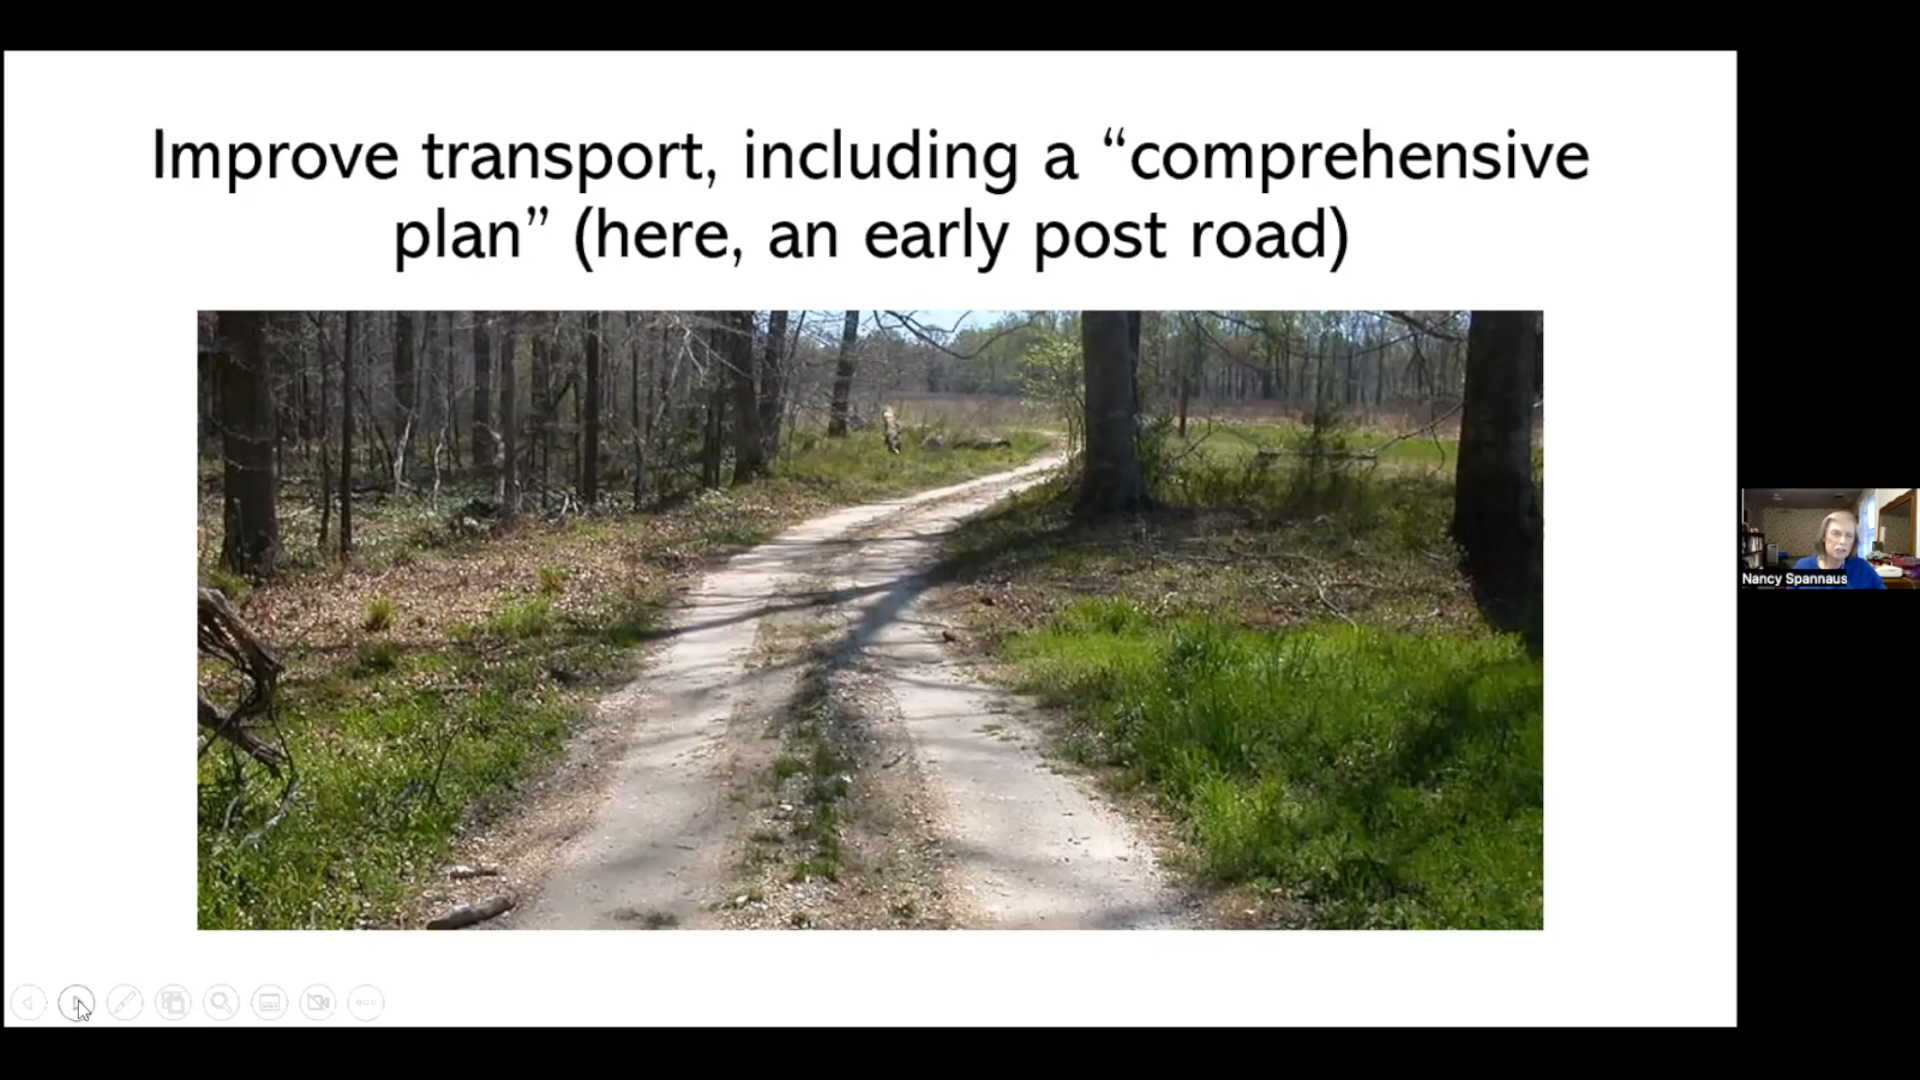 Improve transport, including a “comprehensive
plan” (here, an early post road)
Nancy Spannaus